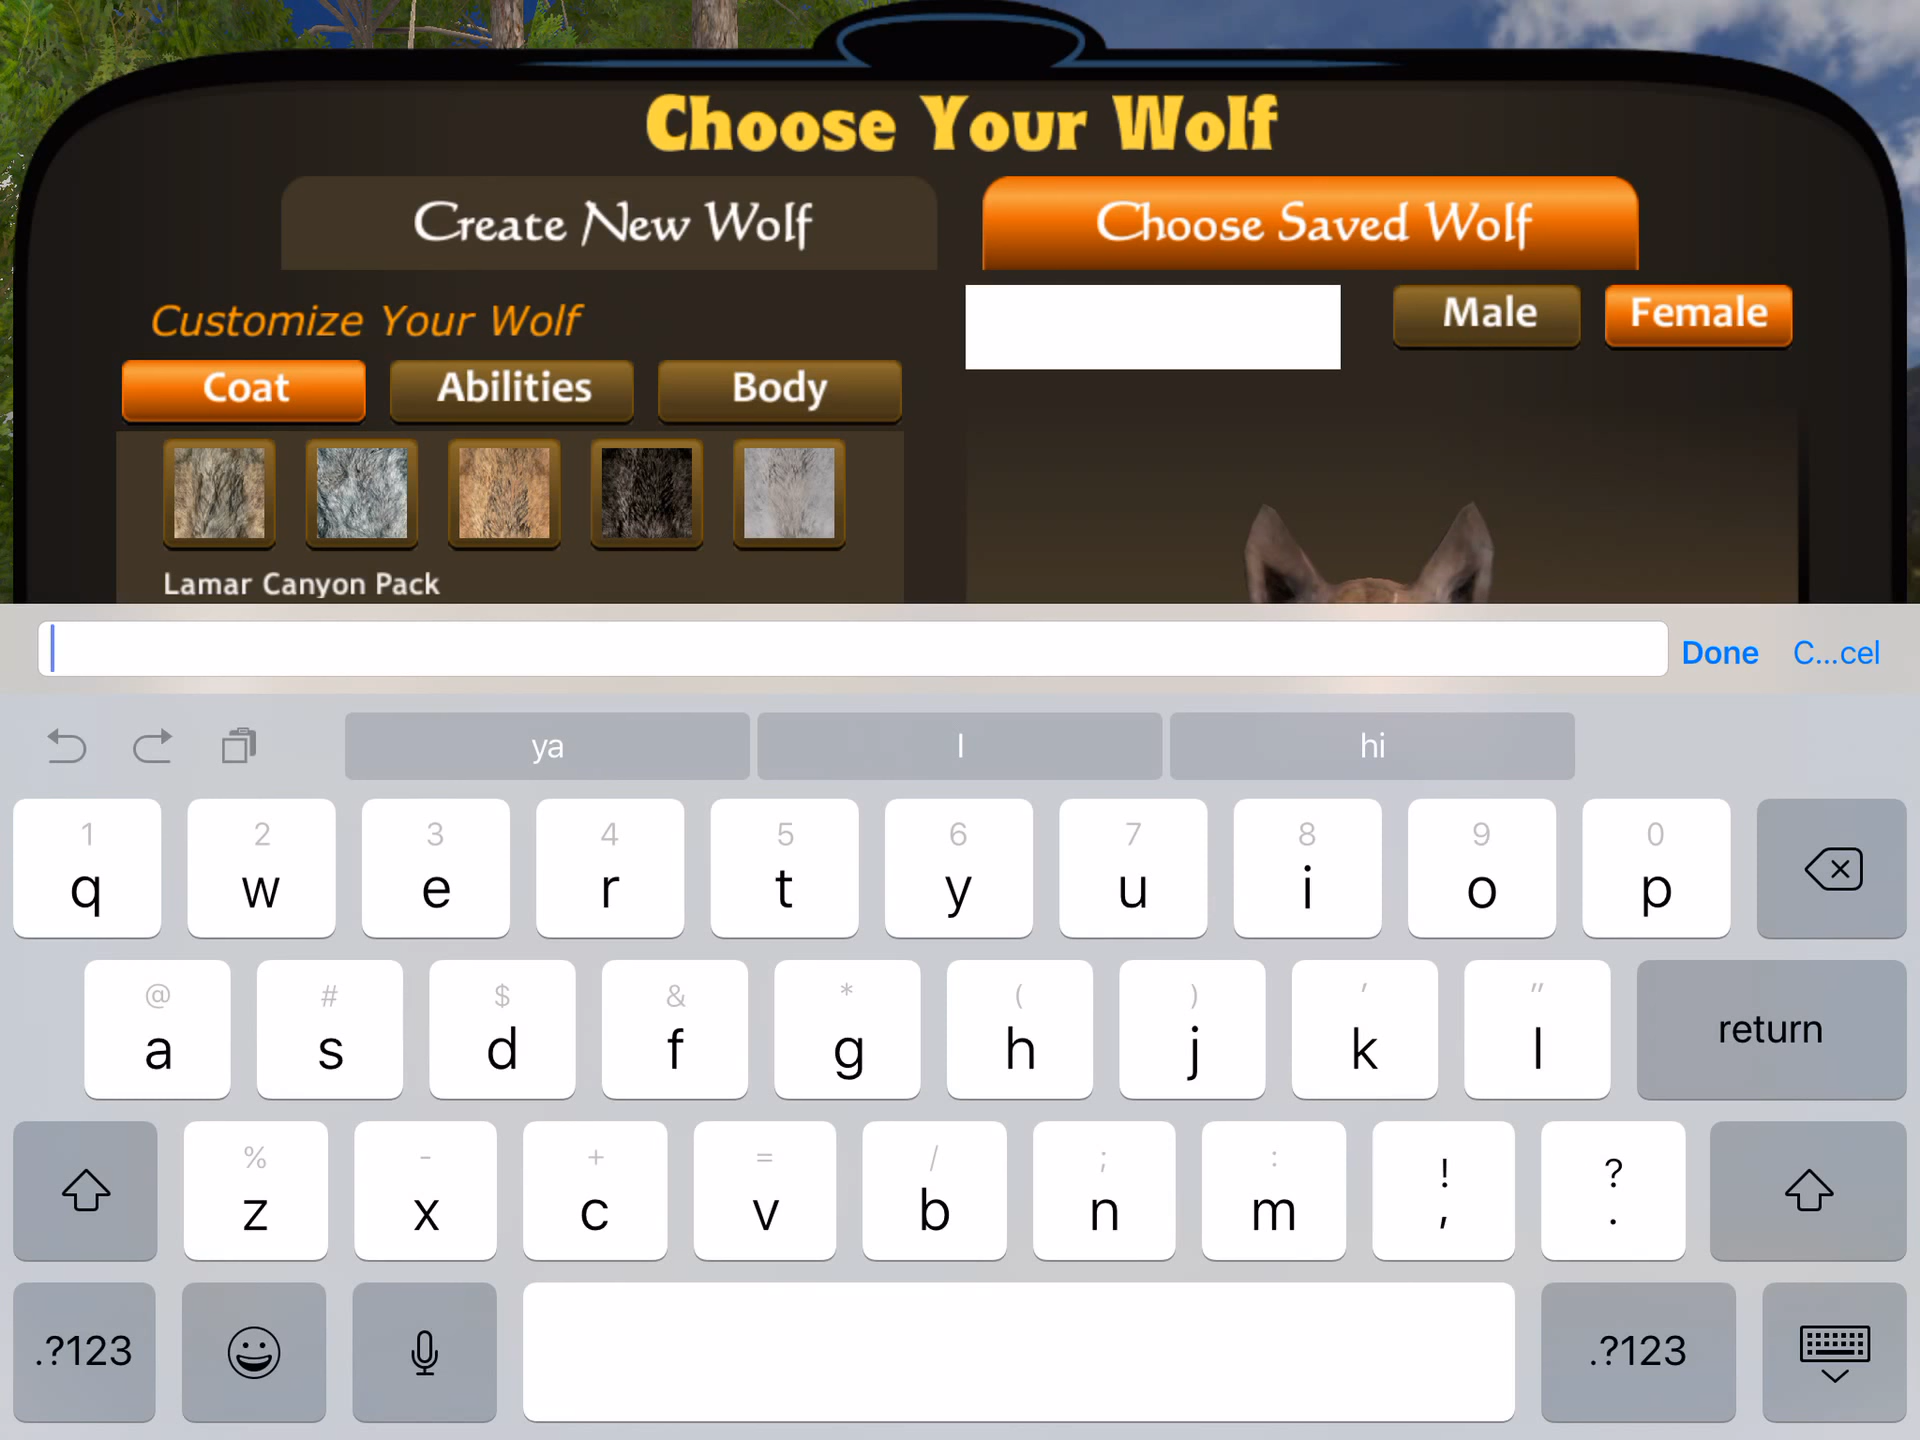 Choose Your Wolf
Create New Wolf
Choose Saved Wolf
Customize Your Wolf
Male
Female
Coat
Abilities
Body
Lamar Canyon Pack
Done
C...cel
ya
I
hi
1 2 3 4 5 6 7 8 9 0
q w e r t y u i o p
@ # $ & * ( ) ' "
a s d f g h j k l
return
% - + = / ; : ! ?
z x c v b n m , .
.?123
.?123